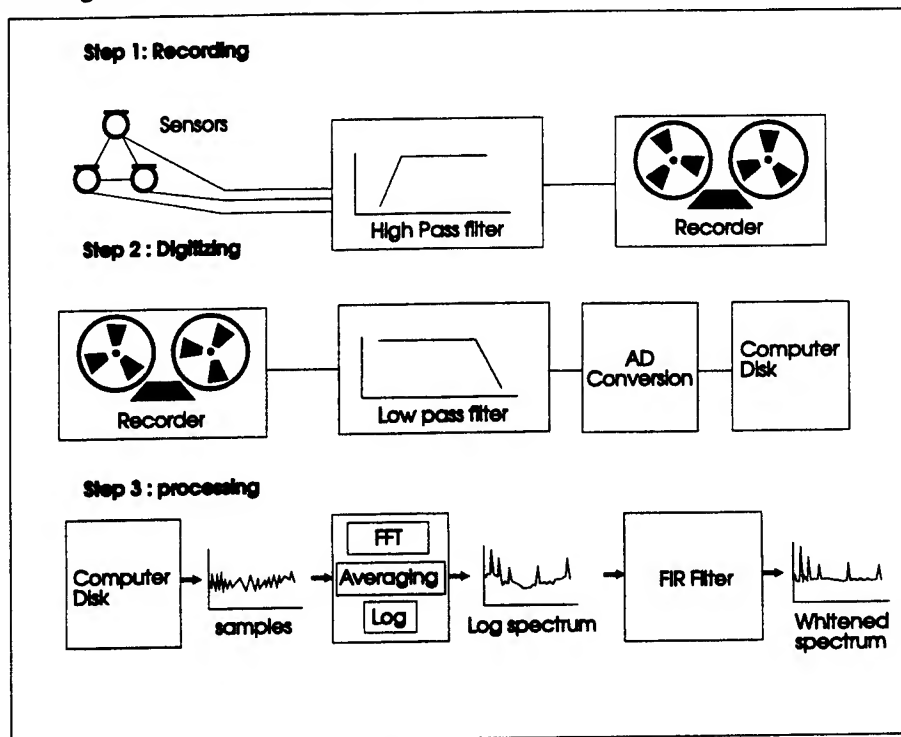 Step 1: Recording
Sensors
High Pass filter
Recorder
Step 2 : Digitizing
Recorder
Low pass filter
AD
Conversion
Computer
Disk
Step 3 : processing
Computer
Disk
samples
FFT
Averaging
Log
Log spectrum
FIR Filter
Whitened
spectrum